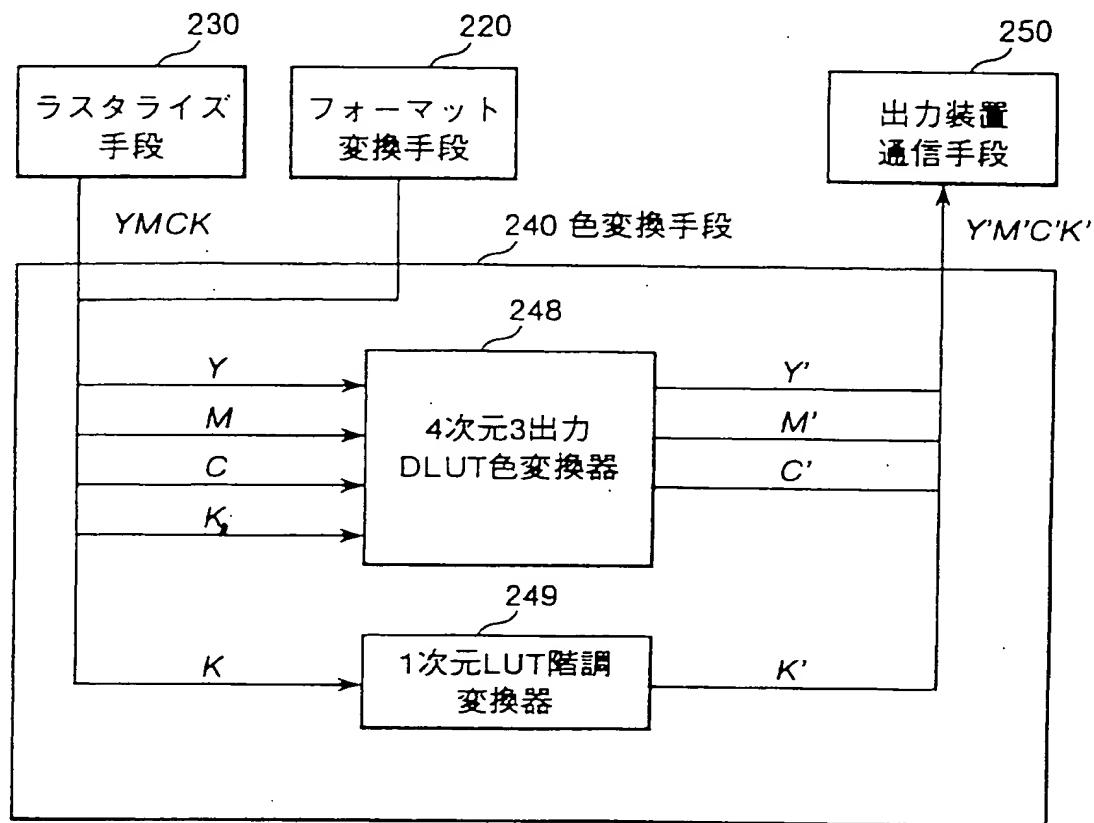 230
220
250
ラスタライズ
手段
フォーマット
変換手段
出力装置
通信手段
YMCK
240 色変換手段
Y'M'C'K'
248
Y
M
C
K
4次元3出力
DLUT色変換器
Y'
M'
C'
249
K
1次元LUT階調
変換器
K'